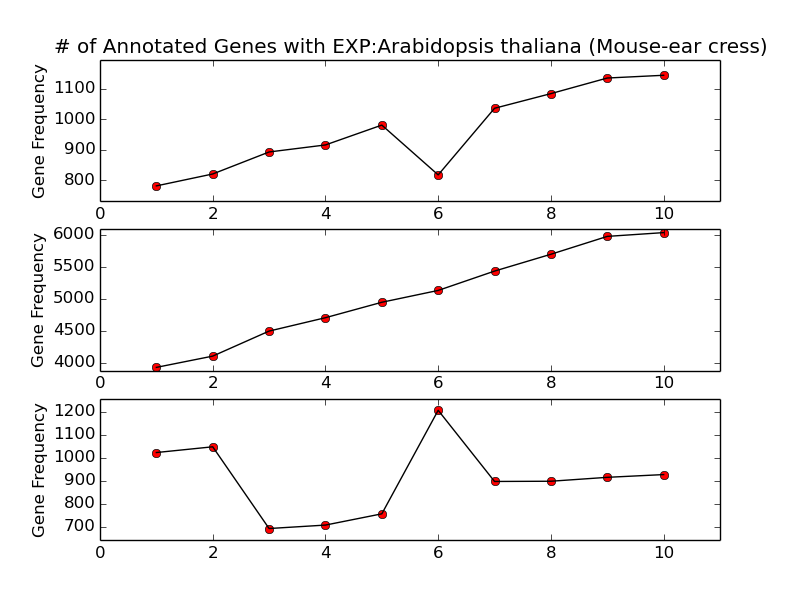 # of Annotated Genes with EXP:Arabidopsis thaliana (Mouse-ear cress)
Gene Frequency
1100
1000
900
800
0 2 4 6 8 10
Gene Frequency
6000
5500
5000
4500
4000
0 2 4 6 8 10
Gene Frequency
1200
1100
1000
900
800
700
0 2 4 6 8 10